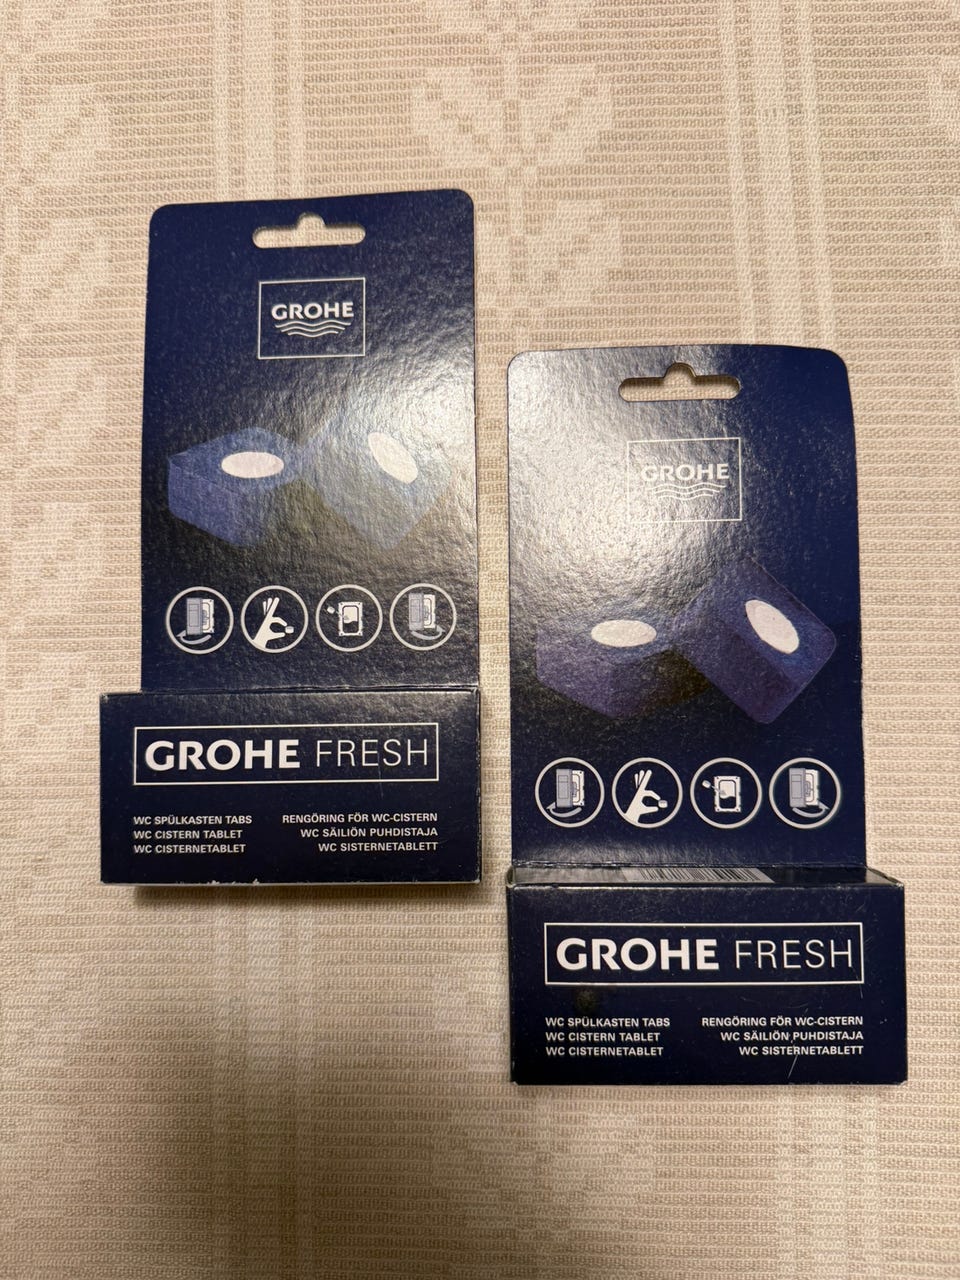 GROHE
GROHE FRESH
WC SPÜLKASTEN TABS
WC CISTERN TABLET
WC CISTERNETABLET
RENGÖRING FÖR WC-CISTERN
WC SÄILIÖN PUHDISTAJA
WC SISTERNETABLETT
GROHE
GROHE FRESH
WC SPÜLKASTEN TABS
WC CISTERN TABLET
WC CISTERNETABLET
RENGÖRING FÖR WC-CISTERN
WC SÄILIÖN PUHDISTAJA
WC SISTERNETABLETT